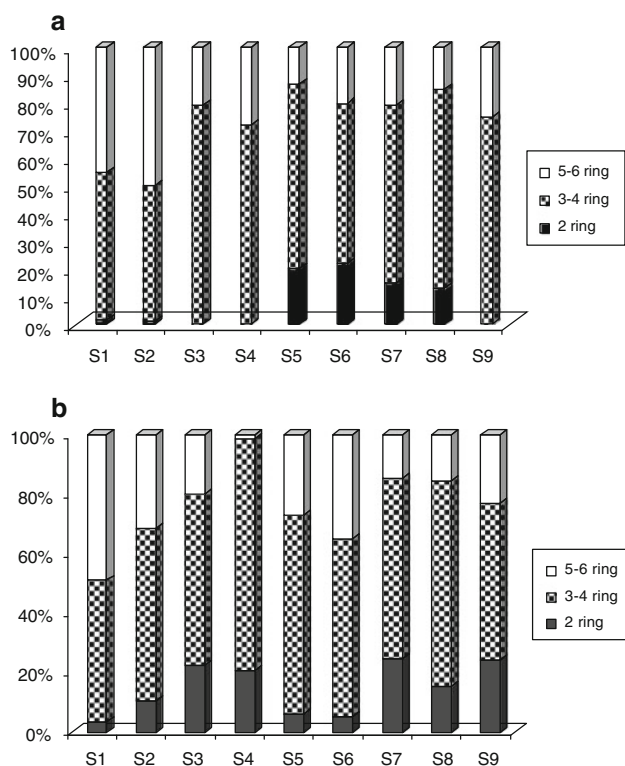 a
100%
90%
80%
70%
60%
50%
40%
30%
20%
10%
0%
S1 S2 S3 S4 S5 S6 S7 S8 S9
5-6 ring
3-4 ring
2 ring
b
100%
80%
60%
40%
20%
0%
S1 S2 S3 S4 S5 S6 S7 S8 S9
5-6 ring
3-4 ring
2 ring